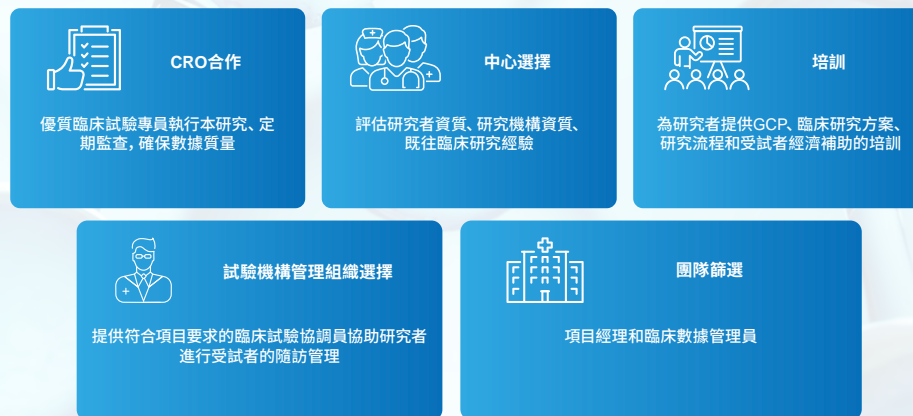 CRO合作
優質臨床試驗專員執行本研究、定
期監查，確保數據質量
中心選擇
評估研究者資質、研究機構資質、
既往臨床研究經驗
培訓
為研究者提供GCP、臨床研究方案、
研究流程和受試者經濟補助的培訓
試驗機構管理組織選擇
提供符合項目要求的臨床試驗協調員協助研究者
進行受試者的隨訪管理
團隊篩選
項目經理和臨床數據管理員